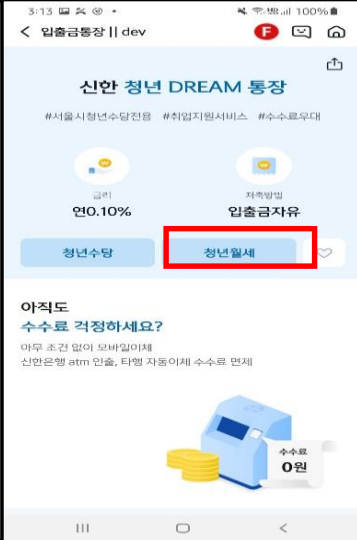 3:13 100%
입출금통장 || dev
F
신한 청년 DREAM 통장
#서울시청년수당전용 #취업지원서비스 #수수료우대
금리 저축방법
연0.10% 입출금자유
청년수당 청년월세
아직도
수수료 걱정하세요?
아무 조건 없이 모바일이체
신한은행 atm 인출, 타행 자동이체 수수료 면제
수수료
0원